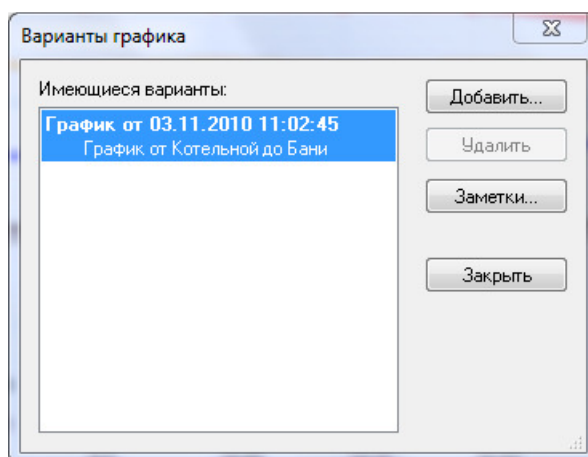 Варианты графика
Имеющиеся варианты:
График от 03.11.2010 11:02:45
График от Котельной до Бани
Добавить...
Удалить
Заметки...
Закрыть